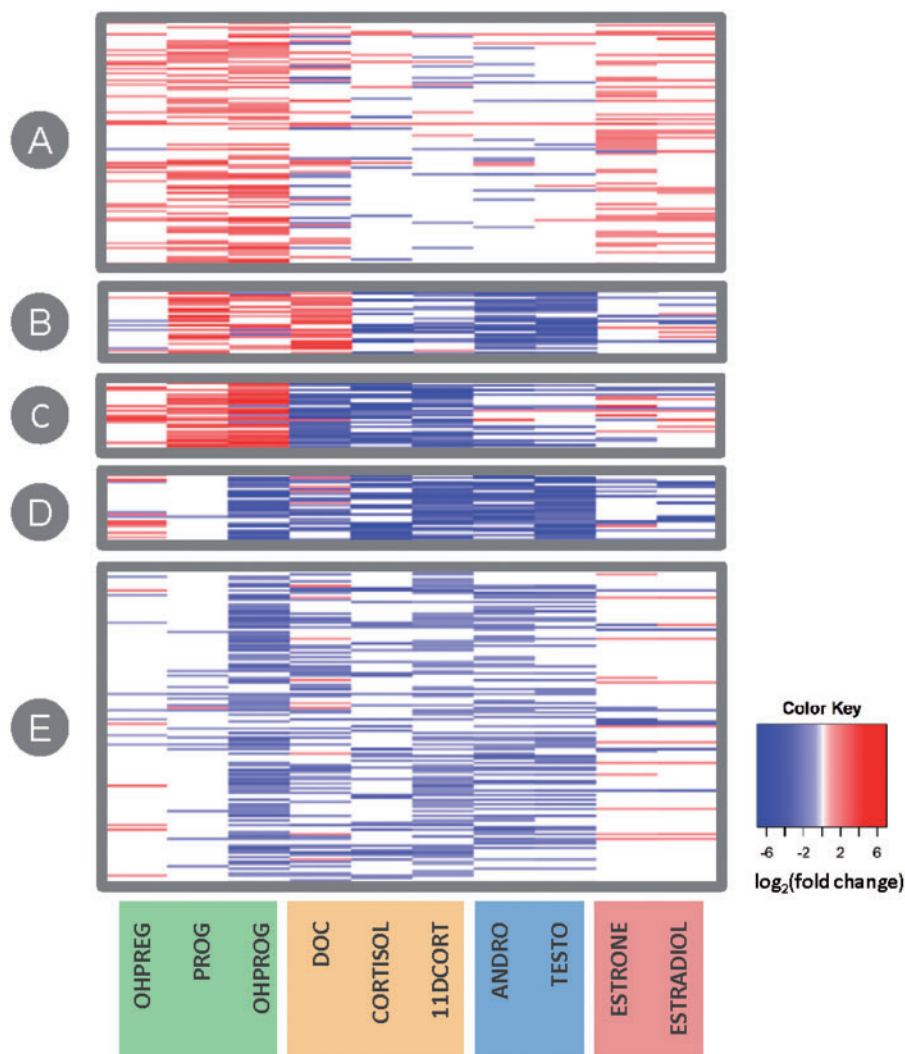 A
B
C
D
E
Color Key
-6 -2 2 6
log₂(fold change)
OHPREG
PROG
OHPROG
DOC
CORTISOL
11DCORT
ANDRO
TESTO
ESTRONE
ESTRADIOL